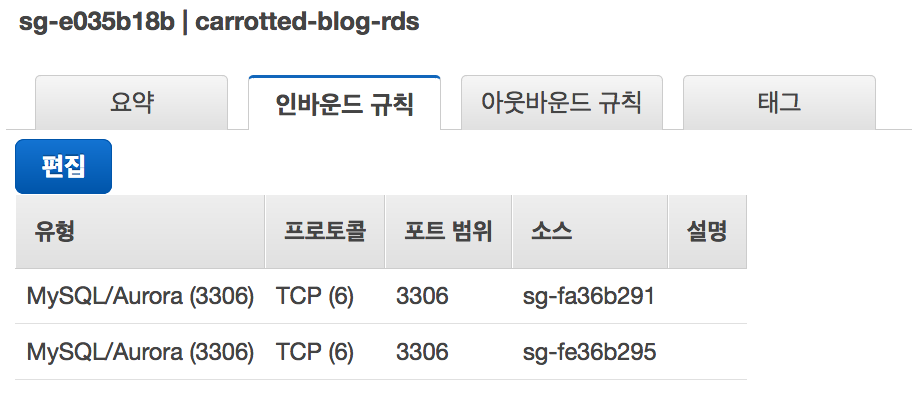 sg-e035b18b | carrotted-blog-rds
요약 인바운드 규칙 아웃바운드 규칙 태그
편집
유형 프로토콜 포트 범위 소스 설명
MySQL/Aurora (3306) TCP (6) 3306 sg-fa36b291
MySQL/Aurora (3306) TCP (6) 3306 sg-fe36b295